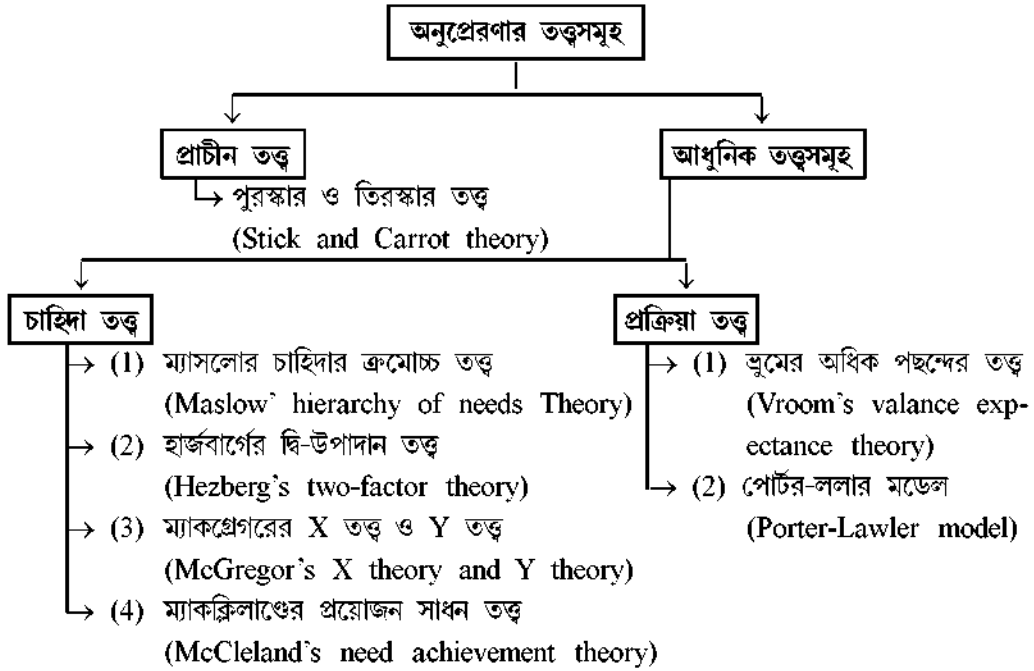 অনুপ্রেরণার তত্ত্বসমূহ
প্রাচীন তত্ত্ব
পুরস্কার ও তিরস্কার তত্ত্ব
(Stick and Carrot theory)
আধুনিক তত্ত্বসমূহ
চাহিদা তত্ত্ব
(1) ম্যাসলোর চাহিদার ক্রমোচ্চ তত্ত্ব
(Maslow' hierarchy of needs Theory)
(2) হার্জবার্গের দ্বি-উপাদান তত্ত্ব
(Hezberg's two-factor theory)
(3) ম্যাকগ্রেগরের X তত্ত্ব ও Y তত্ত্ব
(McGregor's X theory and Y theory)
(4) ম্যাকক্লিলাণ্ডের প্রয়োজন সাধন তত্ত্ব
(McCleland's need achievement theory)
প্রক্রিয়া তত্ত্ব
(1) ভ্রুমের অধিক পছন্দের তত্ত্ব
(Vroom's valance exp-
ectance theory)
(2) পোর্টর-ললার মডেল
(Porter-Lawler model)